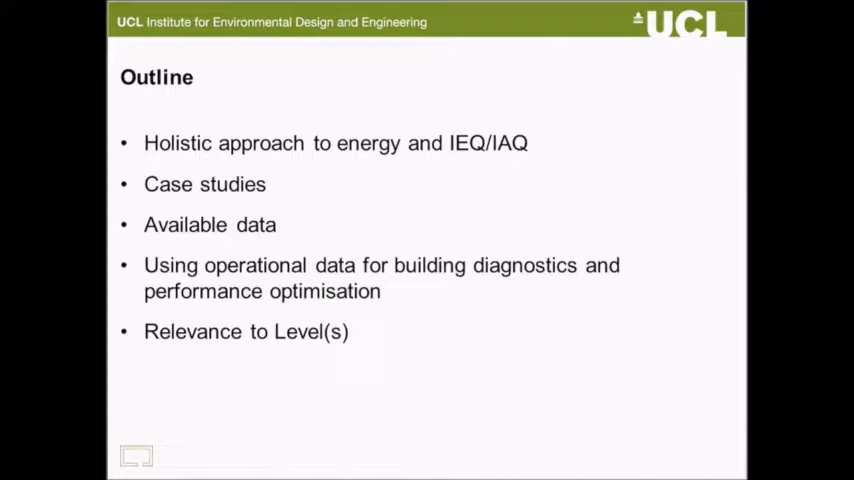 UCL Institute for Environmental Design and Engineering
UCL
Outline
• Holistic approach to energy and IEQ/IAQ
• Case studies
• Available data
• Using operational data for building diagnostics and
performance optimisation
• Relevance to Level(s)